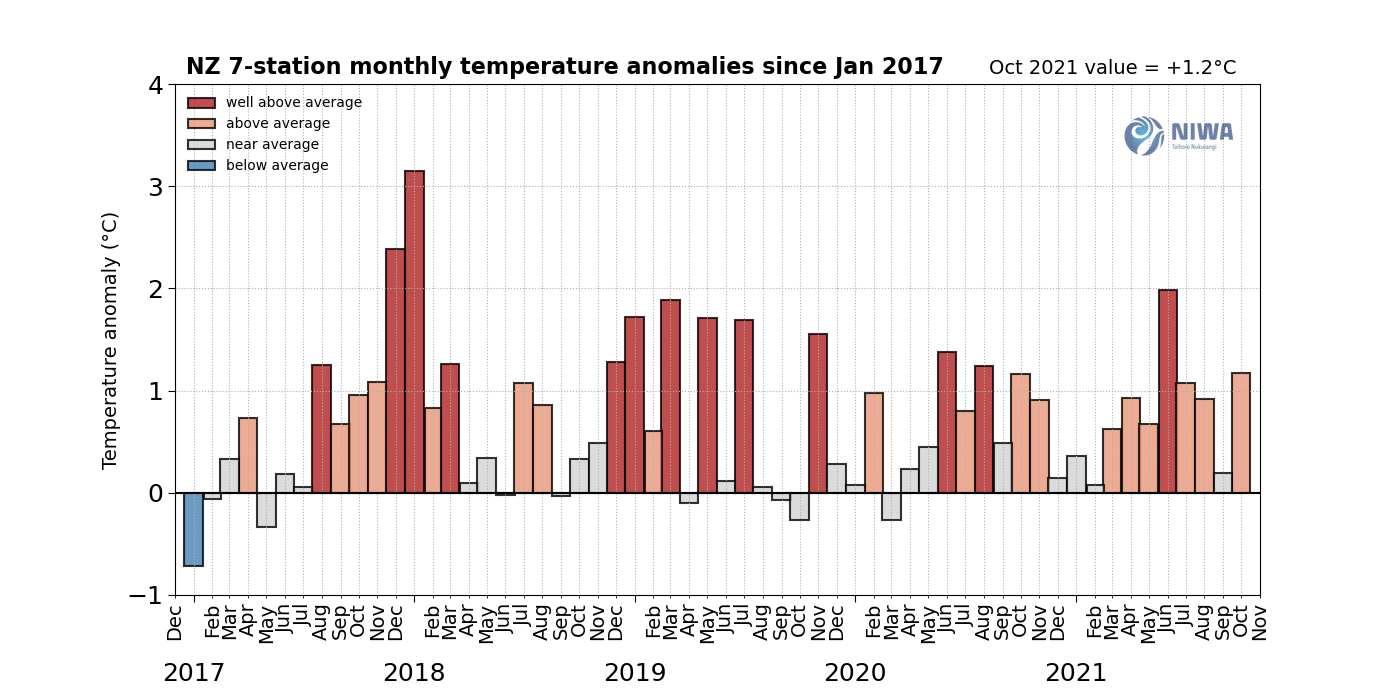 NZ 7-station monthly temperature anomalies since Jan 2017
Oct 2021 value = +1.2°C
well above average
above average
near average
below average
NIWA
Taihoro Nukurangi
Temperature anomaly (°C)
4
3
2
1
0
−1
Dec Feb Mar Apr May Jun Jul Aug Sep Oct Nov Dec Feb Mar Apr May Jun Jul Aug Sep Oct Nov Dec Feb Mar Apr May Jun Jul Aug Sep Oct Nov Dec Feb Mar Apr May Jun Jul Aug Sep Oct Nov Dec Feb Mar Apr May Jun Jul Aug Sep Oct Nov
2017 2018 2019 2020 2021